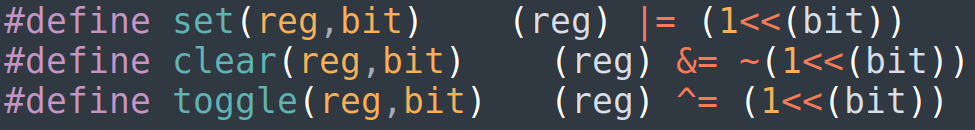 #define set(reg,bit)    (reg) |= (1<<(bit))
#define clear(reg,bit)    (reg) &= ~(1<<(bit))
#define toggle(reg,bit)   (reg) ^= (1<<(bit))